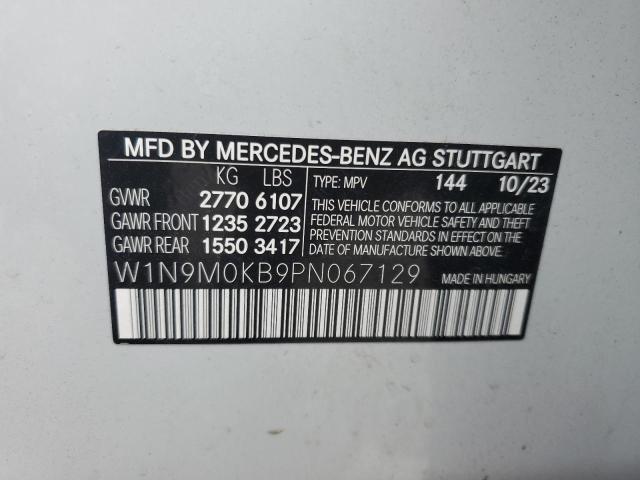 MFD BY MERCEDES-BENZ AG STUTTGART
KG LBS TYPE: MPV 144 10/23
GVWR 2770 6107
GAWR FRONT 1235 2723
GAWR REAR 1550 3417
THIS VEHICLE CONFORMS TO ALL APPLICABLE
FEDERAL MOTOR VEHICLE SAFETY AND THEFT
PREVENTION STANDARDS IN EFFECT ON THE
DATE OF MANUFACTURE SHOWN ABOVE.
W1N9M0KB9PN067129 MADE IN HUNGARY